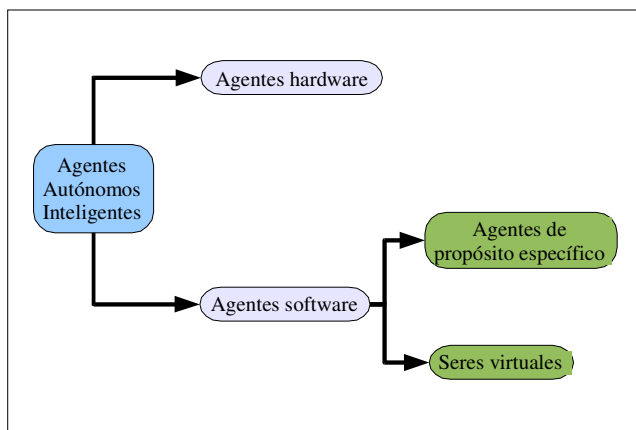 Agentes hardware
Agentes
Autónomos
Inteligentes
Agentes de
propósito específico
Agentes software
Seres virtuales